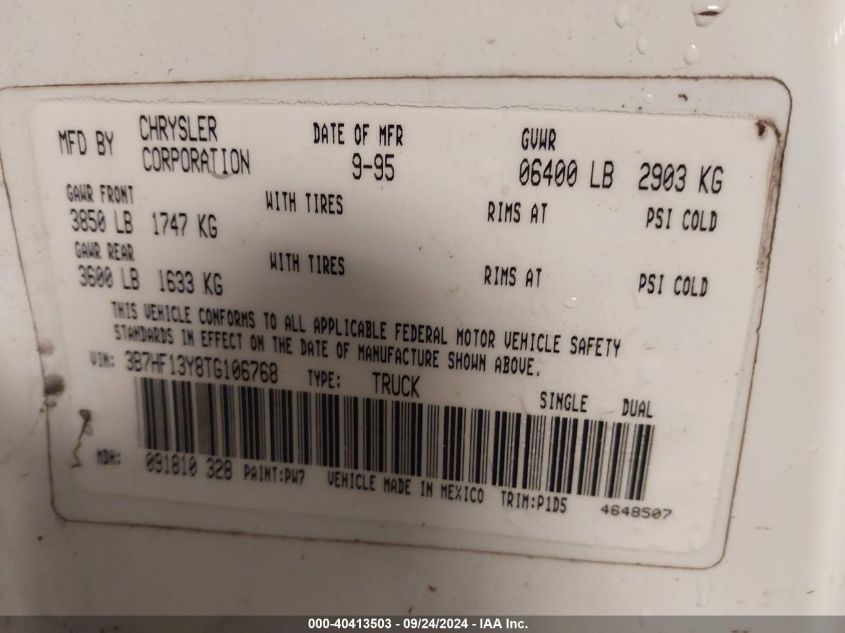 MFD BY CHRYSLER CORPORATION DATE OF MFR 9-95 GVWR 06400 LB 2903 KG
GAWR FRONT
3850 LB 1747 KG WITH TIRES RIMS AT PSI COLD
GAWR REAR
3600 LB 1633 KG WITH TIRES RIMS AT PSI COLD
THIS VEHICLE CONFORMS TO ALL APPLICABLE FEDERAL MOTOR VEHICLE SAFETY
STANDARDS IN EFFECT ON THE DATE OF MANUFACTURE SHOWN ABOVE.
VIN: 3B7HF13Y8TG106768 TYPE: TRUCK SINGLE DUAL
MDH: 091810 328 PAINT:PW7 VEHICLE MADE IN MEXICO TRIM:P1D5 4648507
000-40413503 - 09/24/2024 - IAA Inc.